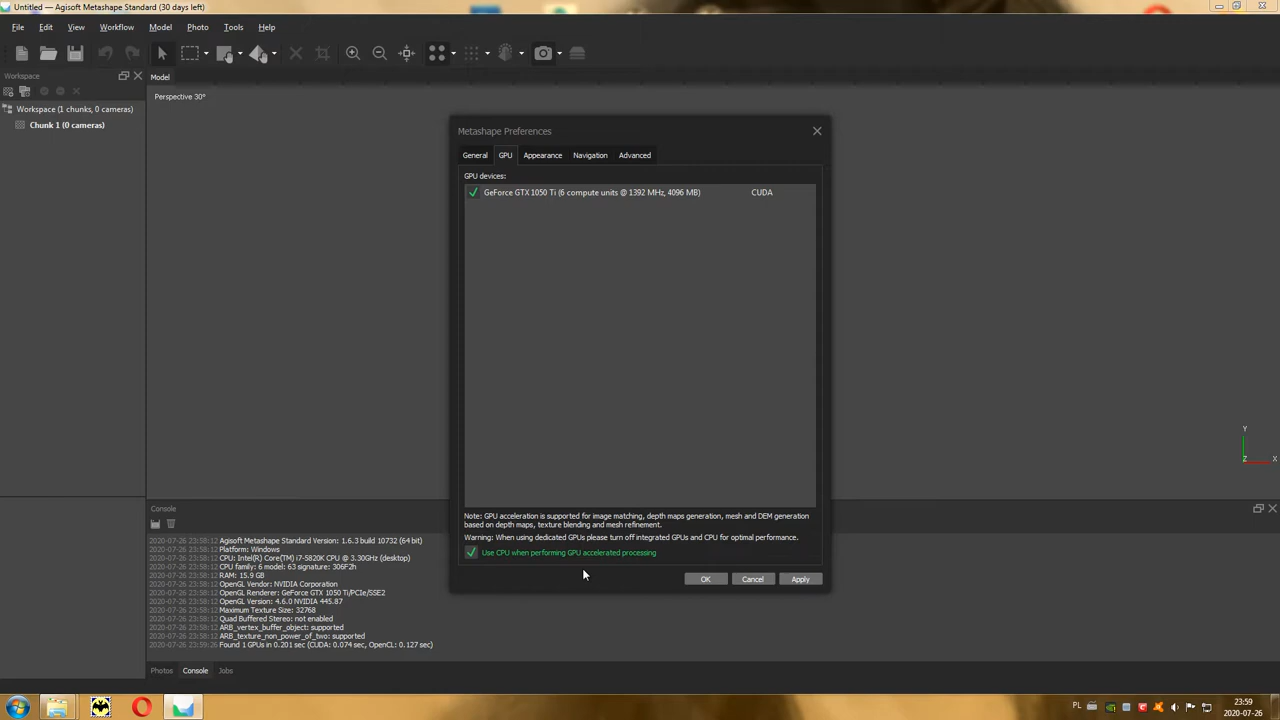 Untitled — Agisoft Metashape Standard (30 days left)
File Edit View Workflow Model Photo Tools Help
Workspace
Model
Workspace (1 chunks, 0 cameras)
Chunk 1 (0 cameras)
Perspective 30°
Metashape Preferences
General GPU Appearance Navigation Advanced
GPU devices:
GeForce GTX 1050 Ti (6 compute units @ 1392 MHz, 4096 MB) CUDA
Note: GPU acceleration is supported for image matching, depth maps generation, mesh and DEM generation
based on depth maps, texture blending and mesh refinement.
Warning: When using dedicated GPUs please turn off integrated GPUs and CPU for optimal performance.
Use CPU when performing GPU accelerated processing
OK Cancel Apply
Y
Z X
Console
2020-07-26 23:58:12 Agisoft Metashape Standard Version: 1.6.3 build 10732 (64 bit)
2020-07-26 23:58:12 Platform: Windows
2020-07-26 23:58:12 CPU: Intel(R) Core(TM) i7-5820K CPU @ 3.30GHz (desktop)
2020-07-26 23:58:12 CPU family: 6 model: 63 signature: 306F2h
2020-07-26 23:58:12 RAM: 15.9 GB
2020-07-26 23:58:12 OpenGL Vendor: NVIDIA Corporation
2020-07-26 23:58:12 OpenGL Renderer: GeForce GTX 1050 Ti/PCIe/SSE2
2020-07-26 23:58:12 OpenGL Version: 4.6.0 NVIDIA 445.87
2020-07-26 23:58:12 Maximum Texture Size: 32768
2020-07-26 23:58:12 Quad Buffered Stereo: not enabled
2020-07-26 23:58:12 ARB_vertex_buffer_object: supported
2020-07-26 23:58:12 ARB_texture_non_power_of_two: supported
2020-07-26 23:59:26 Found 1 GPUs in 0.201 sec (CUDA: 0.074 sec, OpenCL: 0.127 sec)
Photos Console Jobs
PL
23:59
2020-07-26